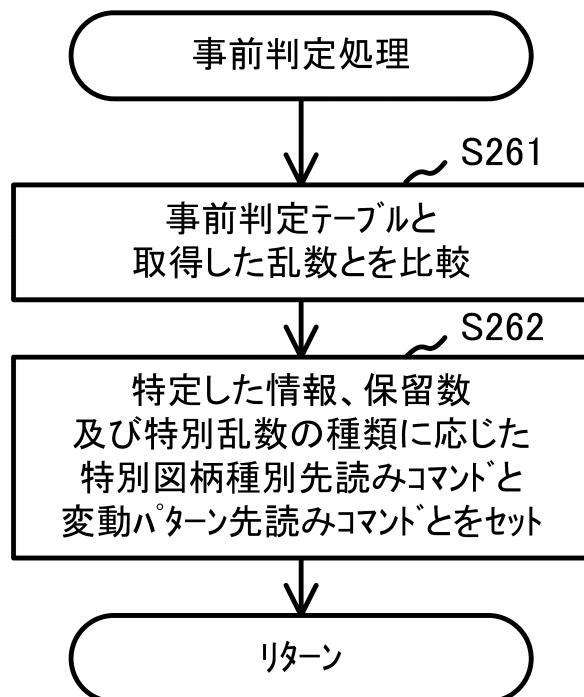 事前判定処理
S261
事前判定ﾃｰﾌﾞﾙと
取得した乱数とを比較
S262
特定した情報、保留数
及び特別乱数の種類に応じた
特別図柄種別先読みｺﾏﾝﾄﾞと
変動ﾊﾟﾀｰﾝ先読みｺﾏﾝﾄﾞとをｾｯﾄ
ﾘﾀｰﾝ